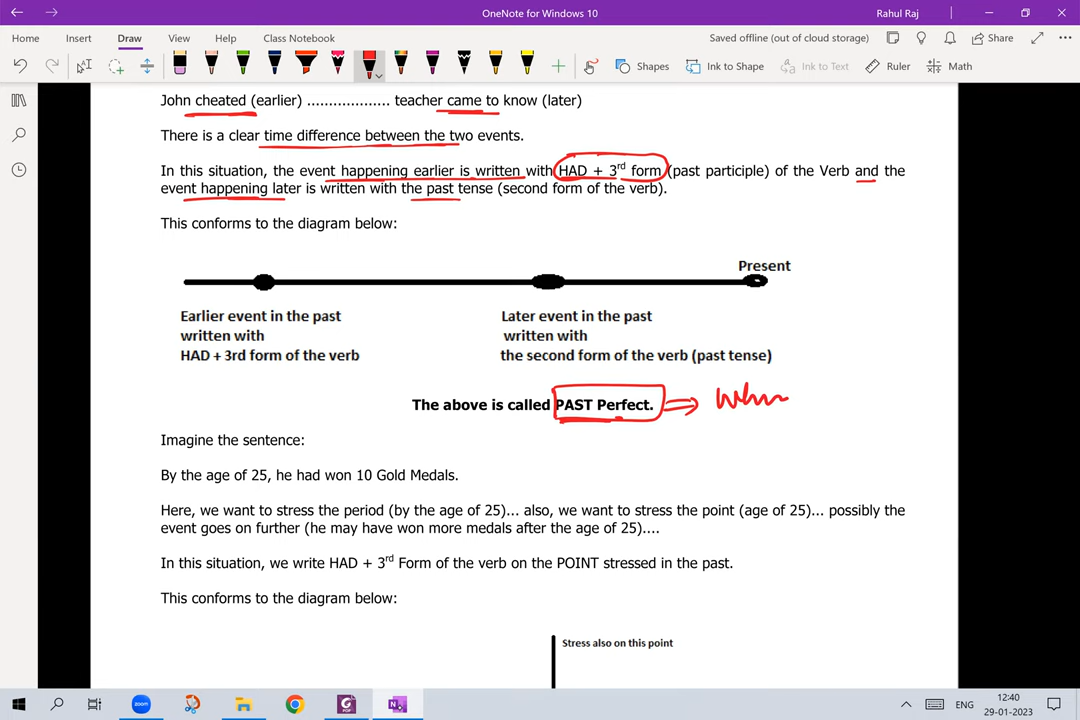 OneNote for Windows 10
Rahul Raj
Home Insert Draw View Help Class Notebook
Saved offline (out of cloud storage)
Share
Shapes
Ink to Shape
Ink to Text
Ruler
Math
John cheated (earlier) ................... teacher came to know (later)
There is a clear time difference between the two events.
In this situation, the event happening earlier is written with HAD + 3rd form (past participle) of the Verb and the
event happening later is written with the past tense (second form of the verb).
This conforms to the diagram below:
Present
Earlier event in the past
written with
HAD + 3rd form of the verb
Later event in the past
written with
the second form of the verb (past tense)
The above is called PAST Perfect.
Imagine the sentence:
By the age of 25, he had won 10 Gold Medals.
Here, we want to stress the period (by the age of 25)... also, we want to stress the point (age of 25)... possibly the
event goes on further (he may have won more medals after the age of 25)....
In this situation, we write HAD + 3rd Form of the verb on the POINT stressed in the past.
This conforms to the diagram below:
Stress also on this point
zoom
ENG
12:40
29-01-2023